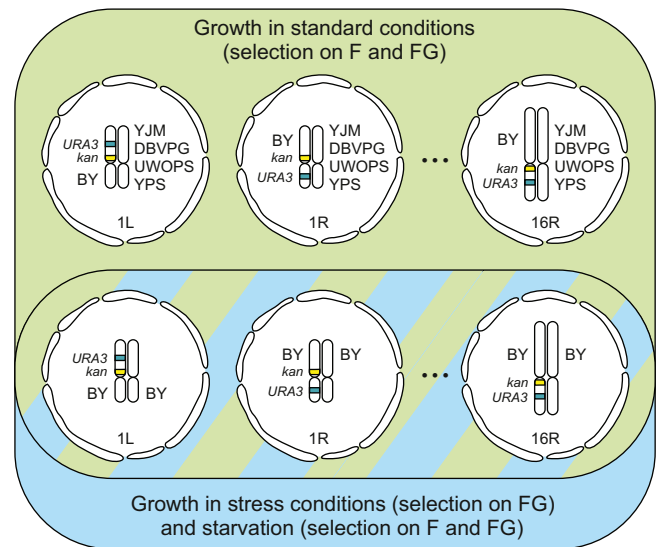 Growth in standard conditions
(selection on F and FG)
URA3
kan
BY
YJM
DBVPG
UWOPS
YPS
1L
BY
kan
URA3
YJM
DBVPG
UWOPS
YPS
1R
...
BY
kan
URA3
YJM
DBVPG
UWOPS
YPS
16R
URA3
kan
BY
BY
1L
BY
kan
URA3
BY
1R
...
BY
kan
URA3
BY
16R
Growth in stress conditions (selection on FG)
and starvation (selection on F and FG)